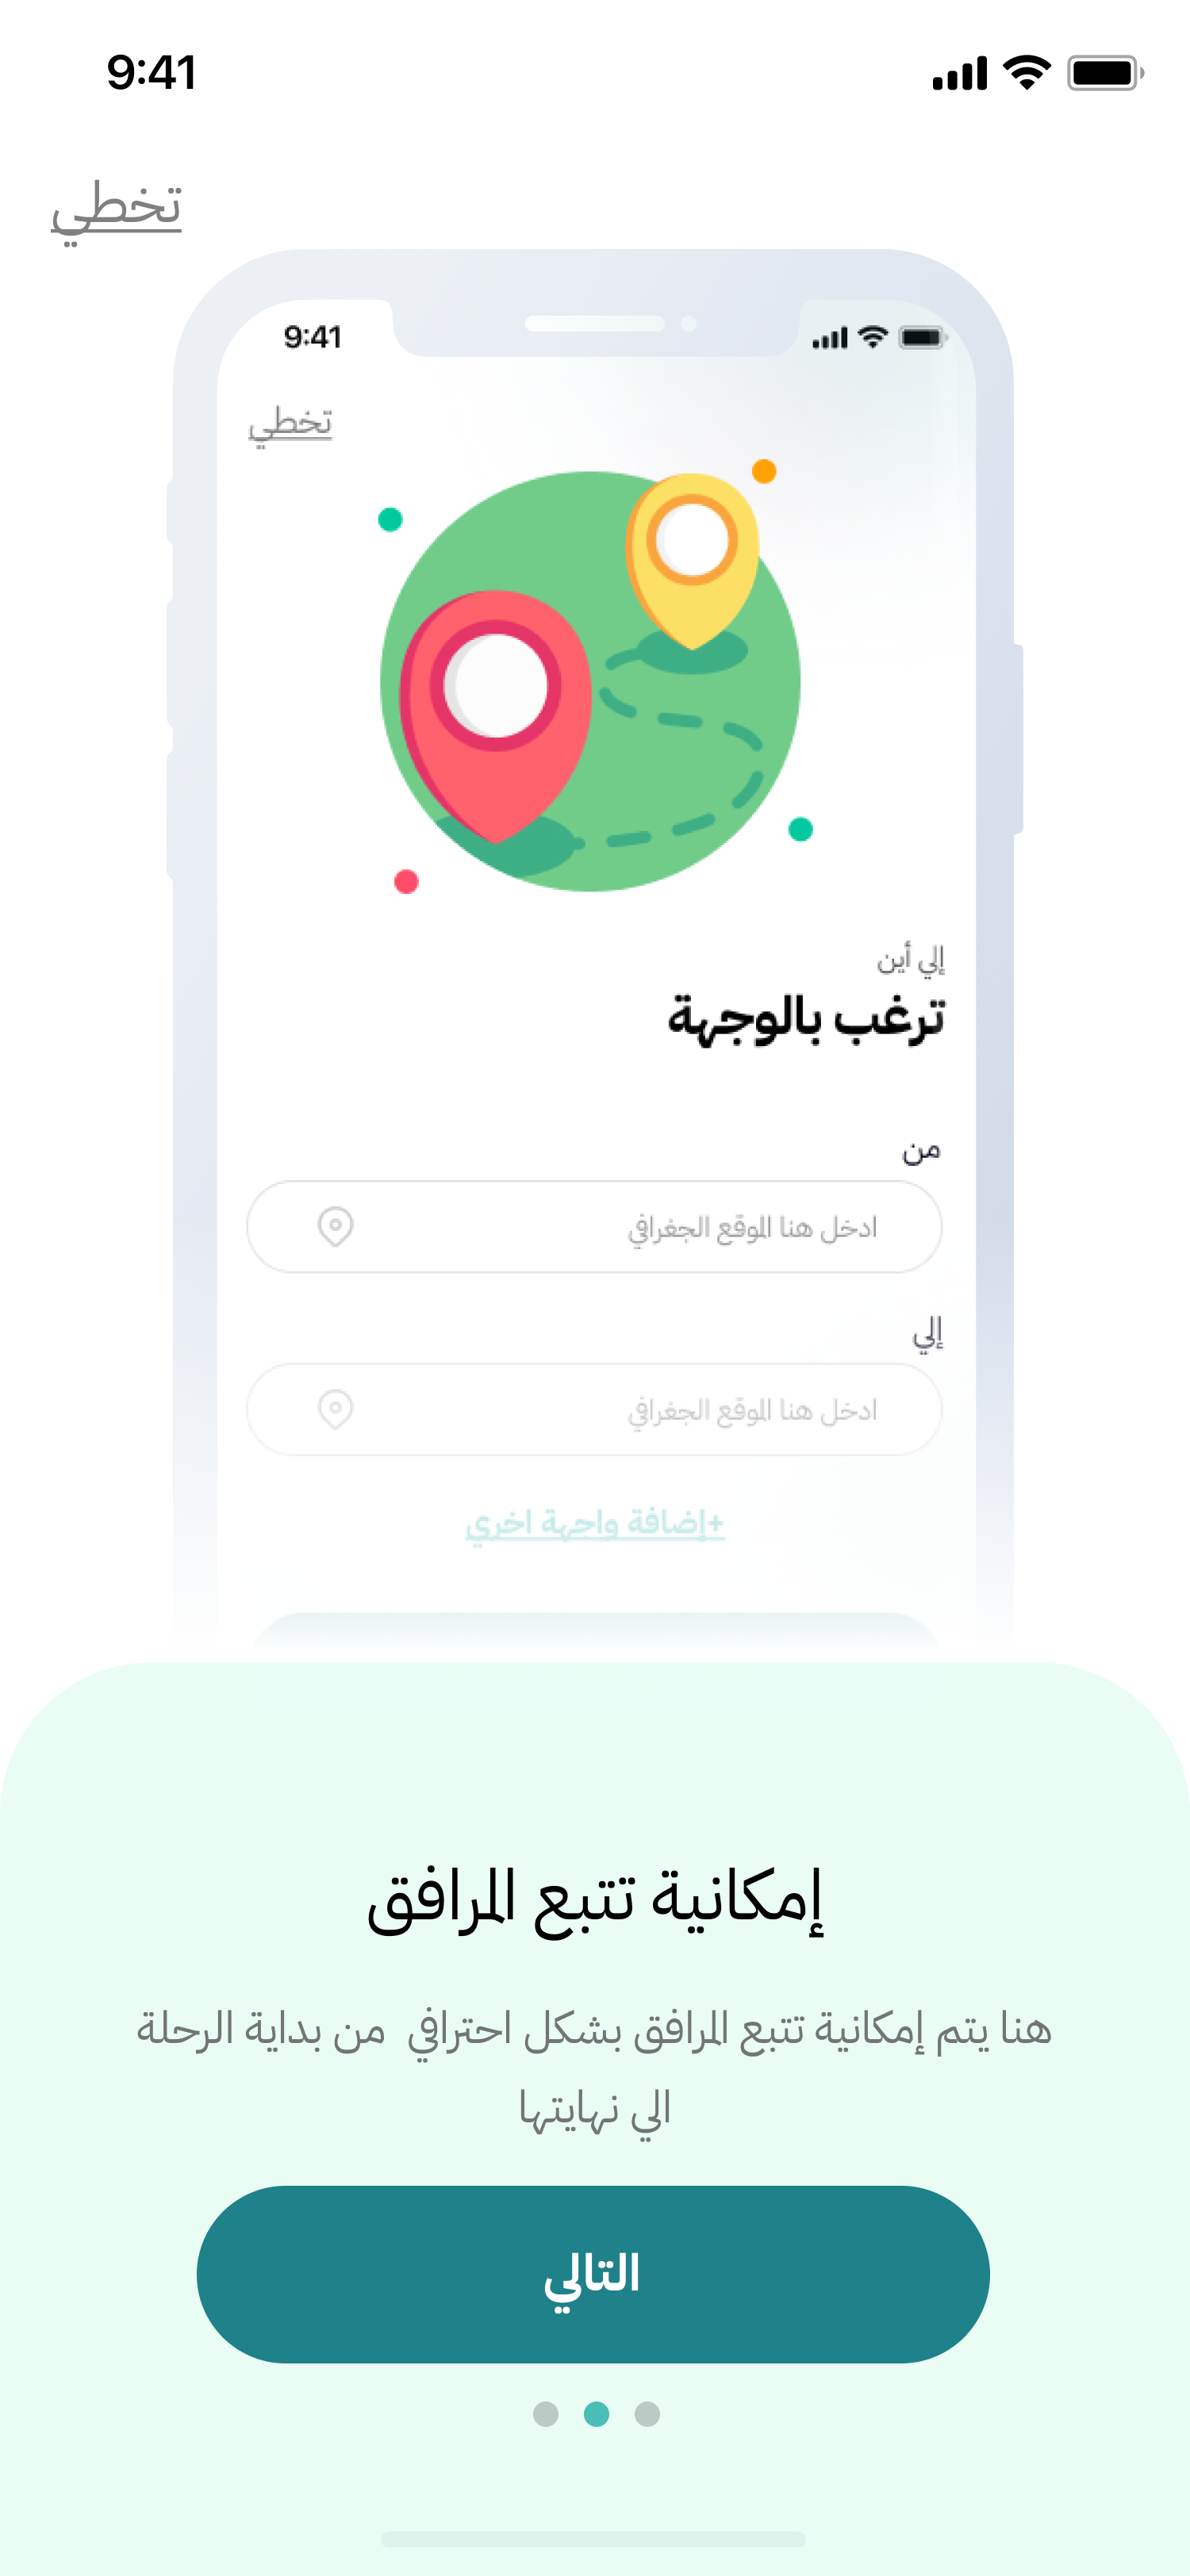 9:41
تخطي
9:41
تخطي
إلي أين
ترغب بالوجهة
من
ادخل هنا الموقع الجغرافي
إلي
ادخل هنا الموقع الجغرافي
+إضافة واجهة اخري
إمكانية تتبع المرافق
هنا يتم إمكانية تتبع المرافق بشكل احترافي من بداية الرحلة
الي نهايتها
التالي